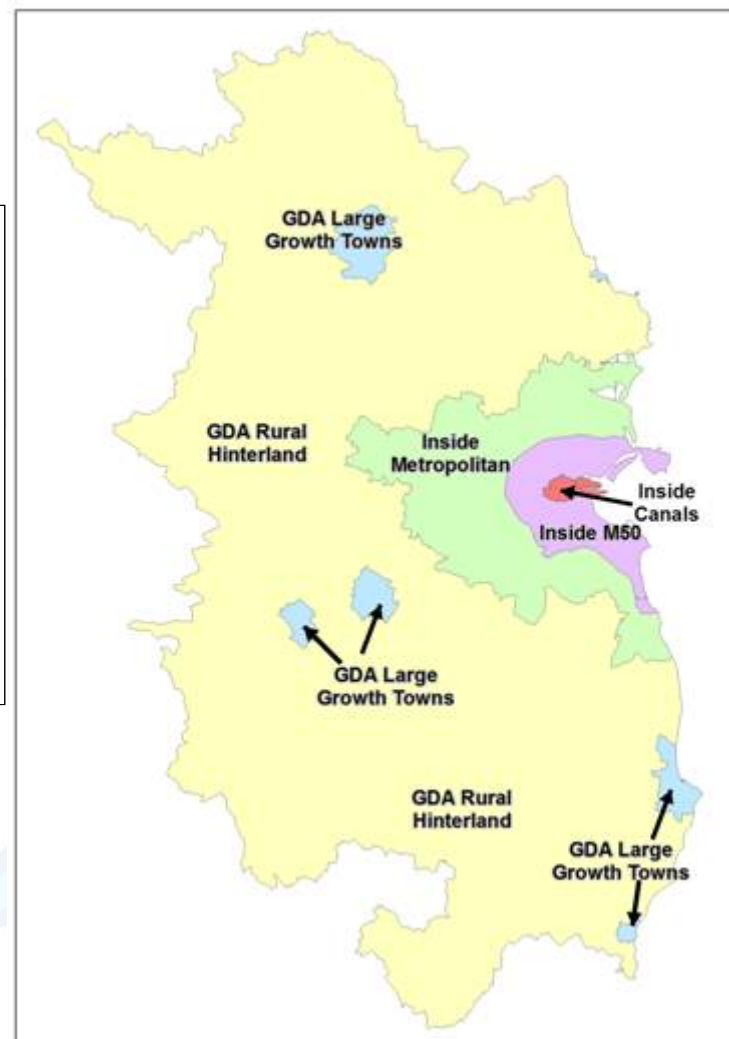 GDA Large
Growth Towns
GDA Rural
Hinterland
Inside
Metropolitan
Inside
Canals
Inside M50
GDA Large
Growth Towns
GDA Rural
Hinterland
GDA Large
Growth Towns